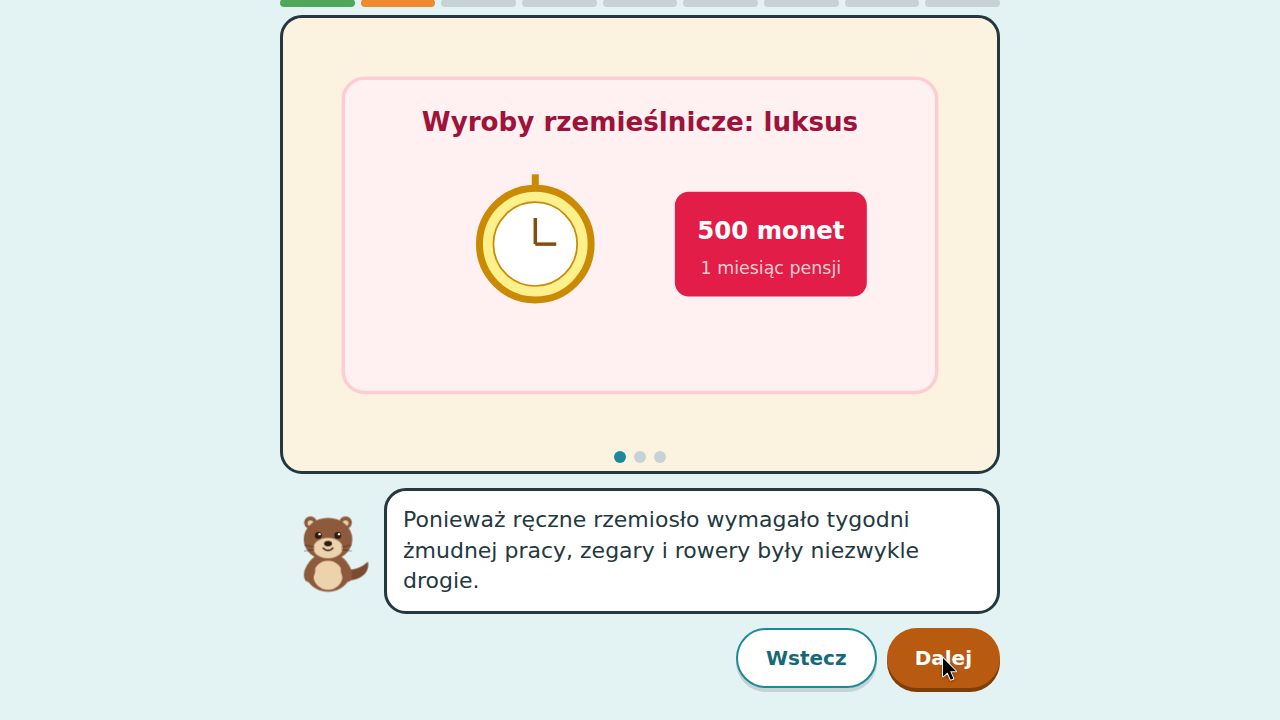 Wyroby rzemieślnicze: luksus
500 monet
1 miesiąc pensji
Ponieważ ręczne rzemiosło wymagało tygodni
żmudnej pracy, zegary i rowery były niezwykle
drogie.
Wstecz
Dalej